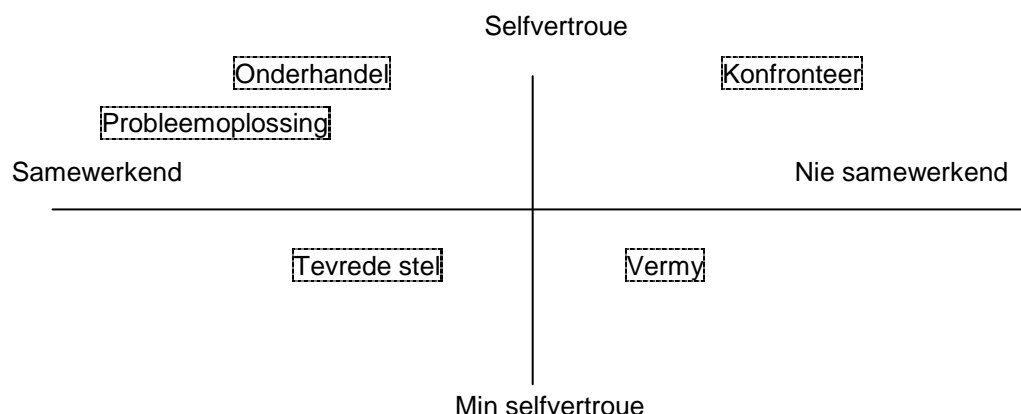 Selfvertroue
Onderhandel
Konfronteer
Probleemoplossing
Samewerkend
Nie samewerkend
Tevrede stel
Vermy
Min selfvertroue